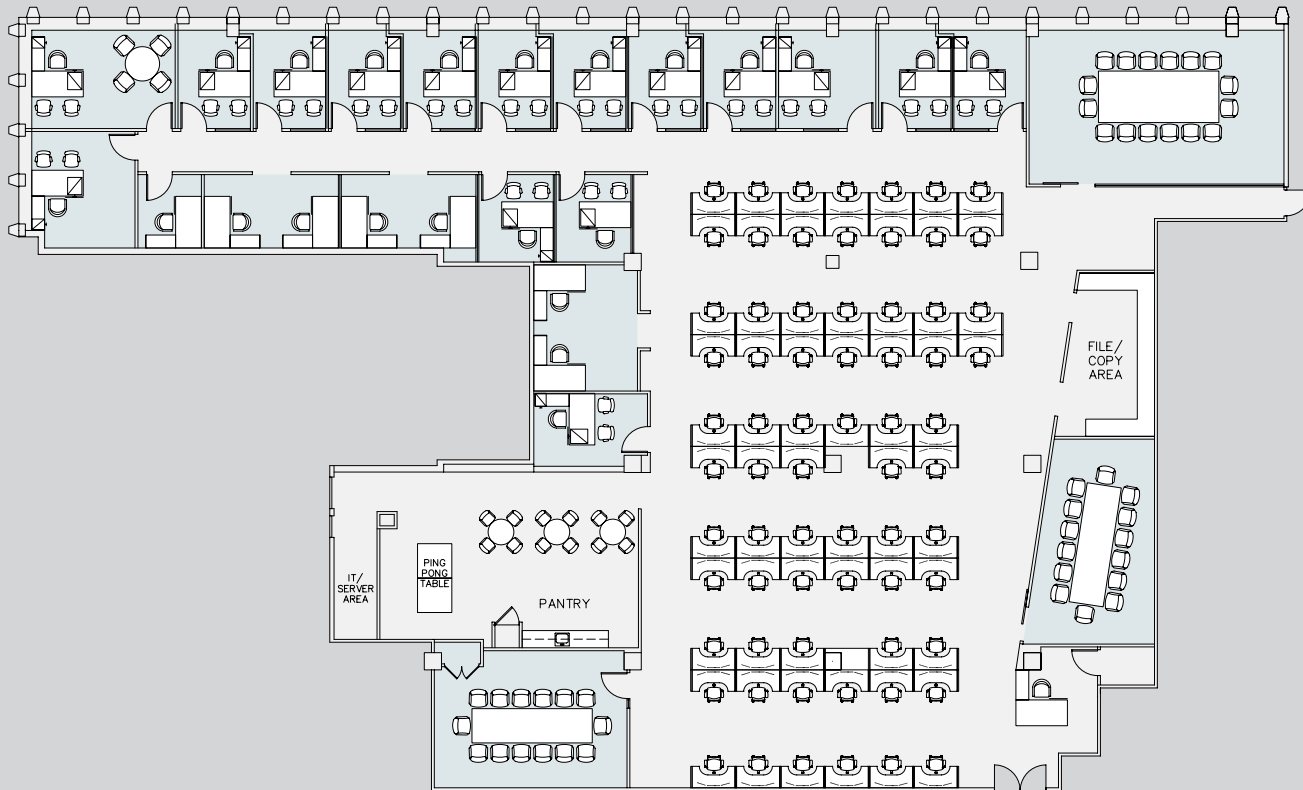 FILE/
COPY
AREA
PING
PONG
TABLE
IT/
SERVER
AREA
PANTRY